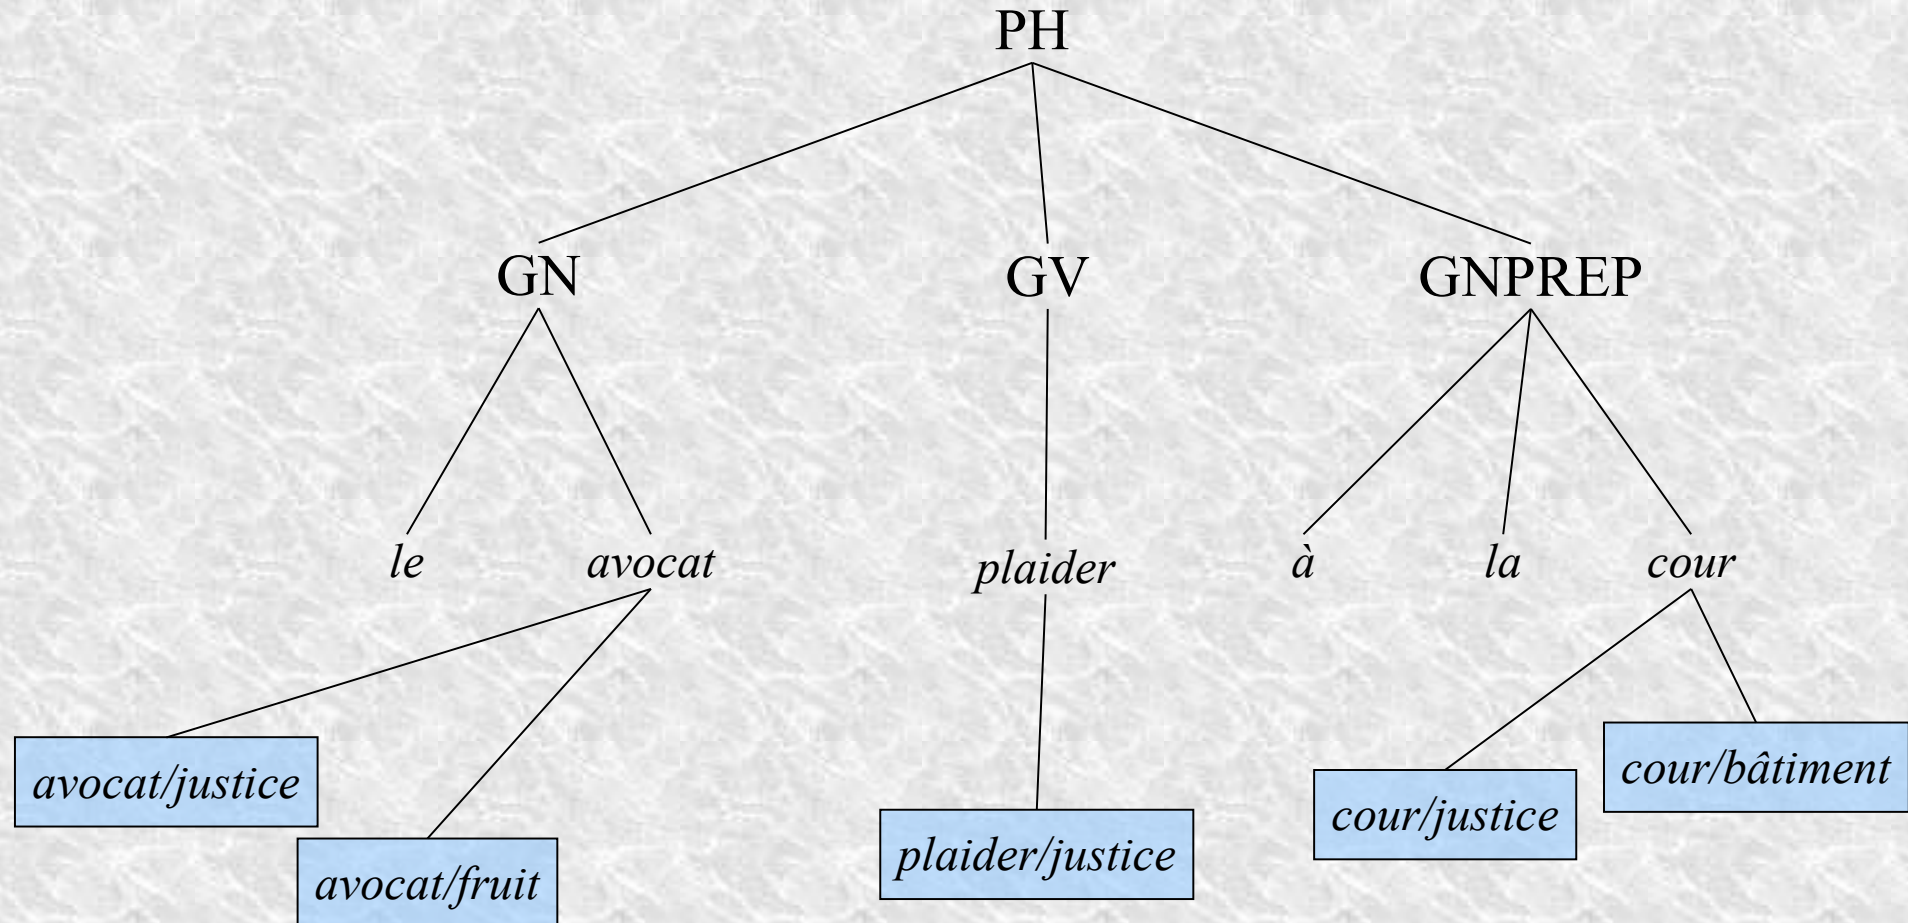 PH
GN
GV
GNPREP
le
avocat
plaider
à
la
cour
avocat/justice
avocat/fruit
plaider/justice
cour/justice
cour/bâtiment